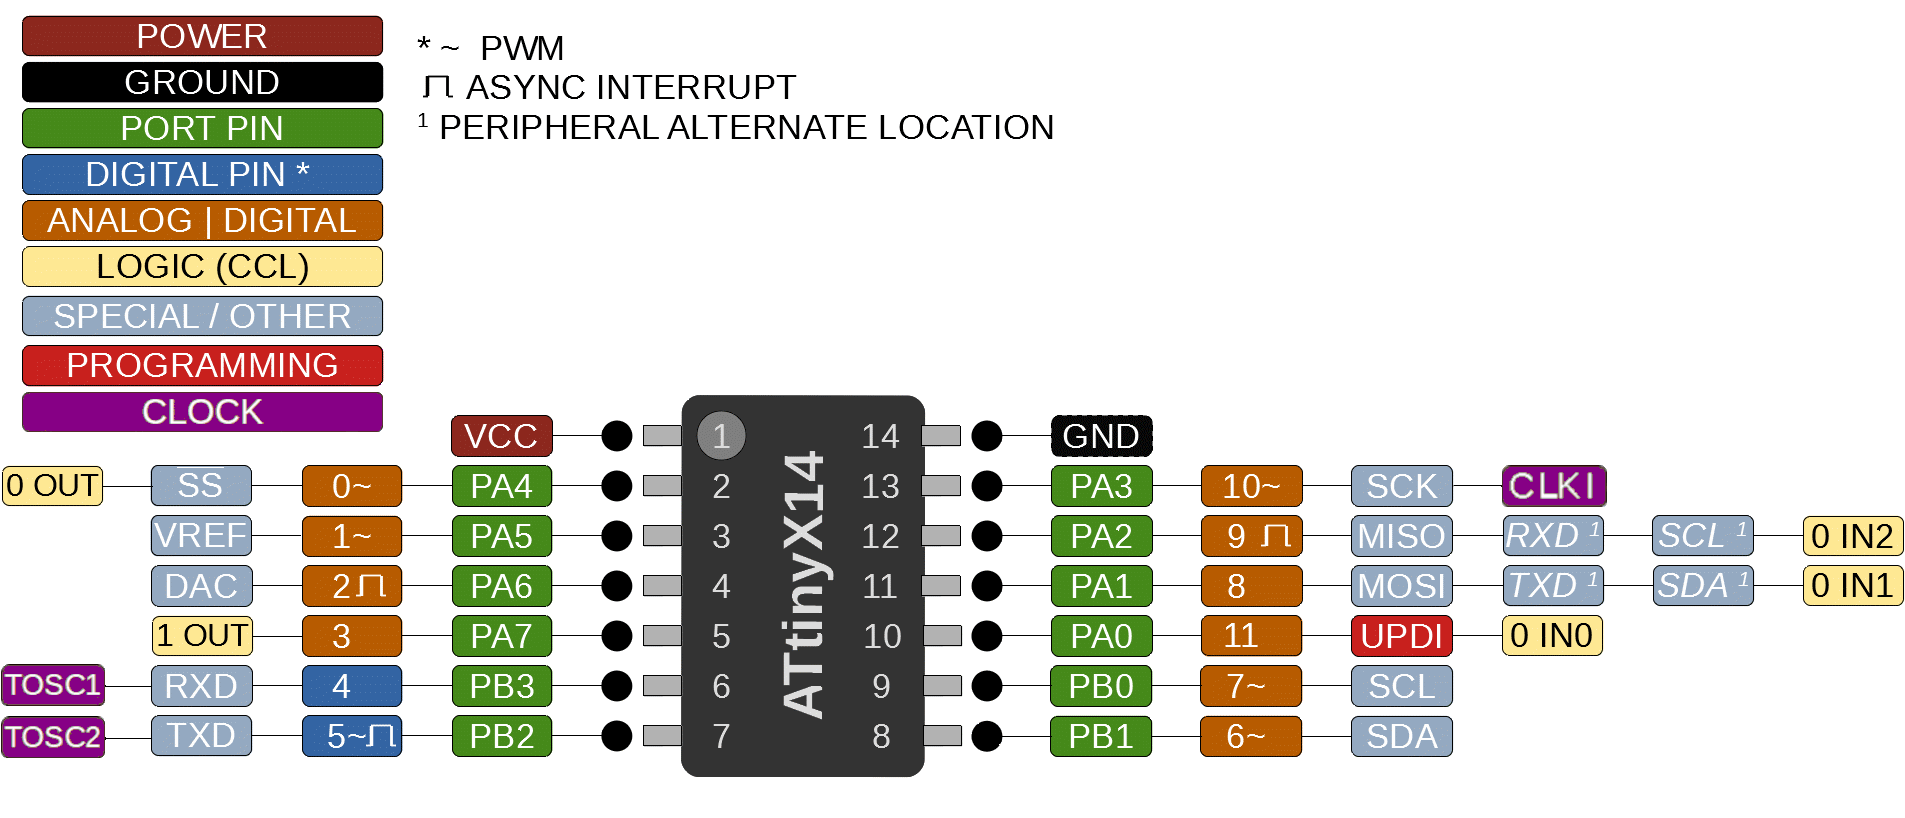 POWER
GROUND
PORT PIN
DIGITAL PIN *
ANALOG | DIGITAL
LOGIC (CCL)
SPECIAL / OTHER
PROGRAMMING
CLOCK
* ~ PWM
ASYNC INTERRUPT
¹ PERIPHERAL ALTERNATE LOCATION
VCC 1 14 GND
0 OUT SS 0~ PA4 2 13 PA3 10~ SCK CLKI
VREF 1~ PA5 3 12 PA2 9 MISO RXD ¹ SCL ¹ 0 IN2
DAC 2 PA6 4 11 PA1 8 MOSI TXD ¹ SDA ¹ 0 IN1
1 OUT 3 PA7 5 10 PA0 11 UPDI 0 IN0
TOSC1 RXD 4 PB3 6 9 PB0 7~ SCL
TOSC2 TXD 5~ PB2 7 8 PB1 6~ SDA
ATtinyX14